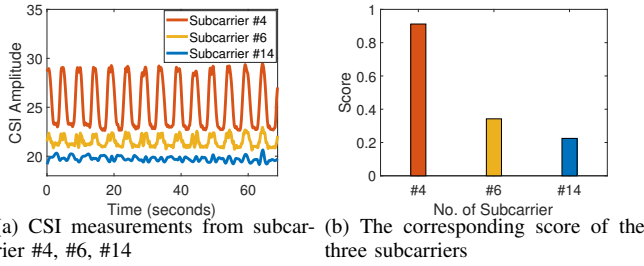 35
30
25
20
CSI Amplitude
Subcarrier #4
Subcarrier #6
Subcarrier #14
0
20
40
60
Time (seconds)
(a) CSI measurements from subcar-
rier #4, #6, #14
1
0.8
0.6
0.4
0.2
0
Score
#4
#6
#14
No. of Subcarrier
(b) The corresponding score of the
three subcarriers